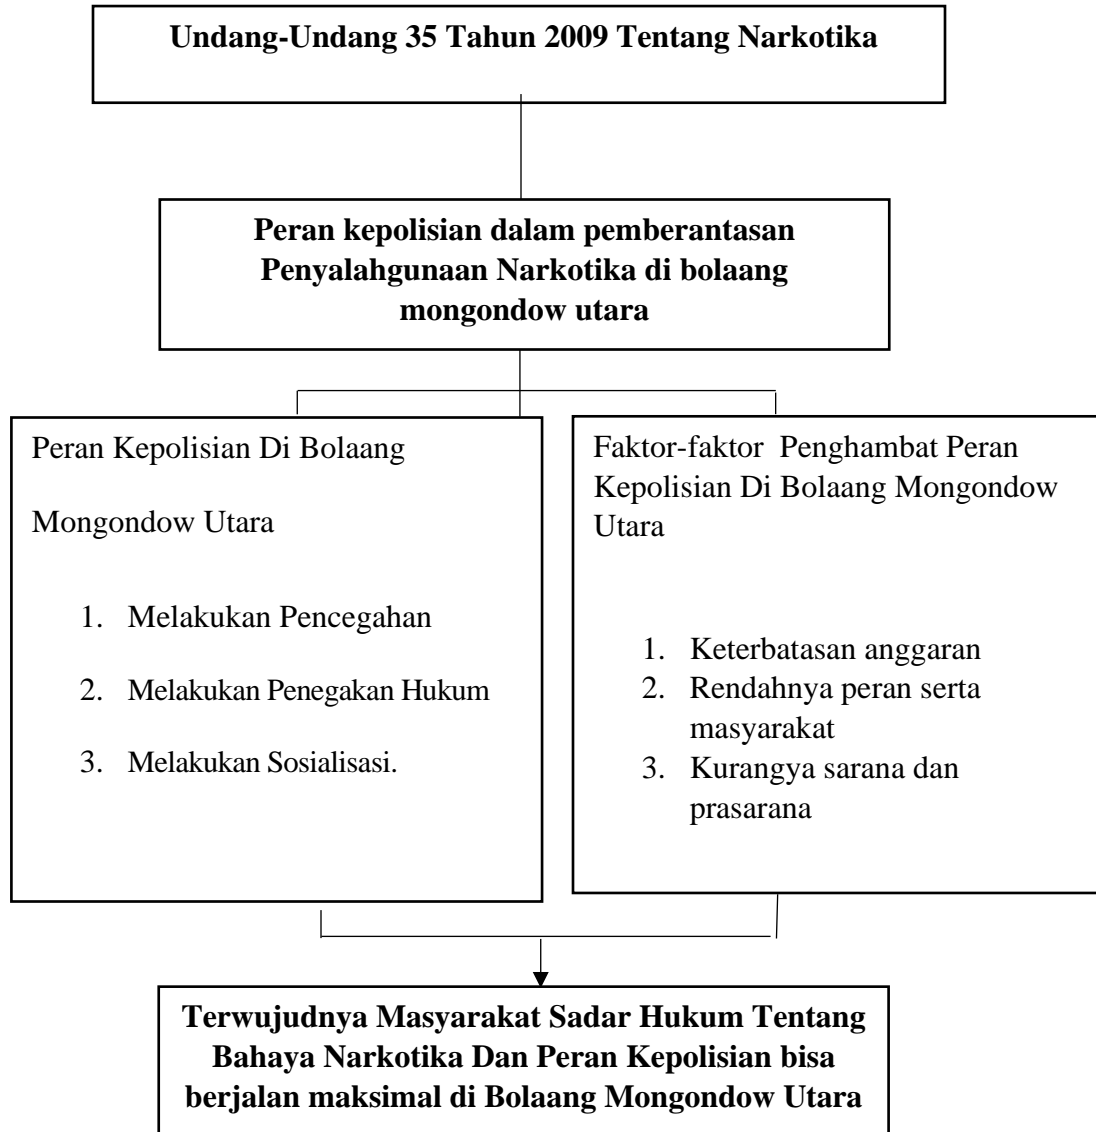 Undang-Undang 35 Tahun 2009 Tentang Narkotika
Peran kepolisian dalam pemberantasan
Penyalahgunaan Narkotika di bolaang
mongondow utara
Peran Kepolisian Di Bolaang
Mongondow Utara
1. Melakukan Pencegahan
2. Melakukan Penegakan Hukum
3. Melakukan Sosialisasi.
Faktor-faktor Penghambat Peran
Kepolisian Di Bolaang Mongondow
Utara
1. Keterbatasan anggaran
2. Rendahnya peran serta
masyarakat
3. Kurangya sarana dan
prasarana
Terwujudnya Masyarakat Sadar Hukum Tentang
Bahaya Narkotika Dan Peran Kepolisian bisa
berjalan maksimal di Bolaang Mongondow Utara